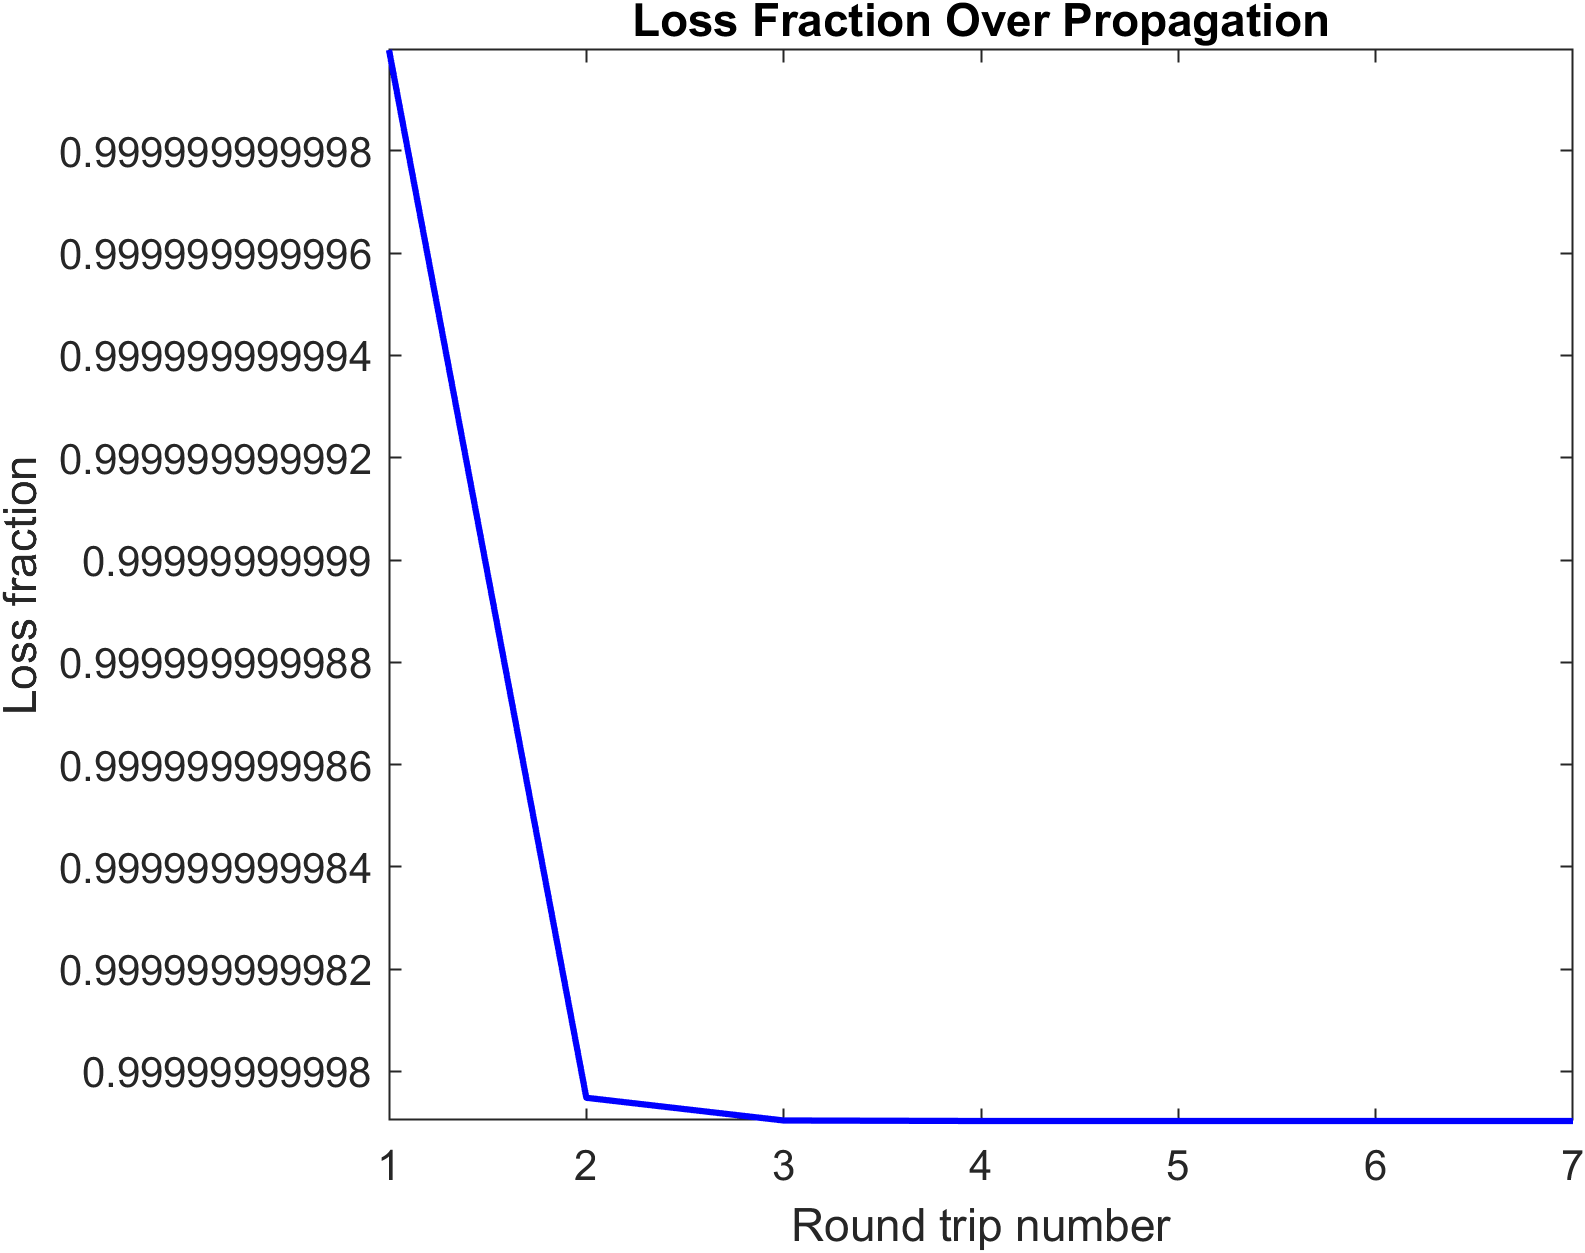 Loss Fraction Over Propagation
0.999999999998
0.999999999996
0.999999999994
0.999999999992
0.99999999999
0.999999999988
0.999999999986
0.999999999984
0.999999999982
0.99999999998
Loss fraction
1 2 3 4 5 6 7
Round trip number